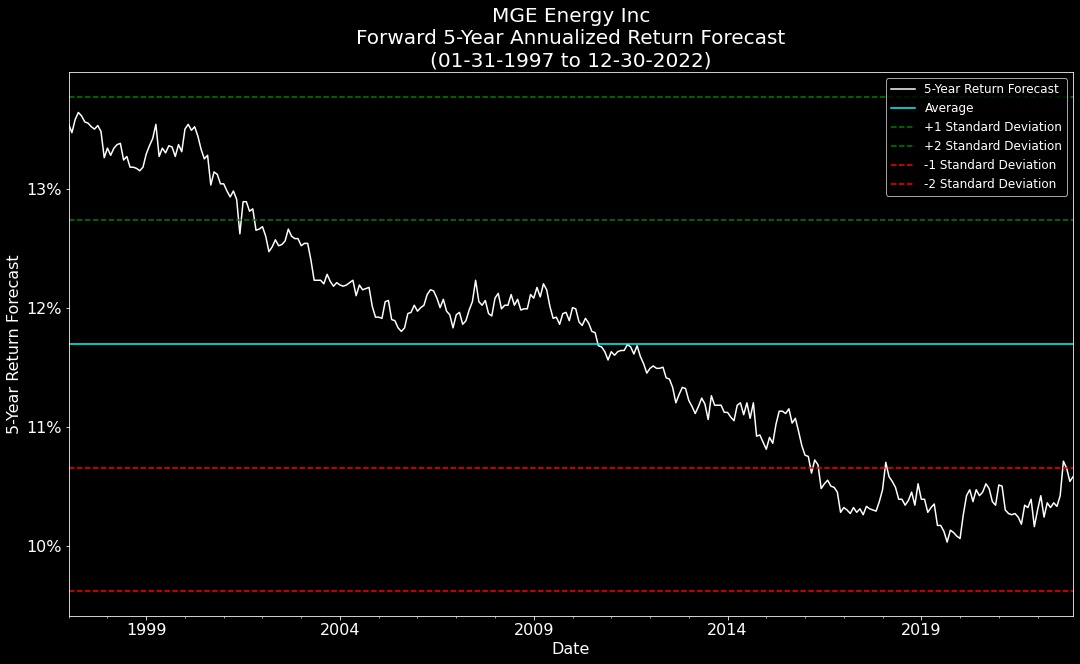 MGE Energy Inc
Forward 5-Year Annualized Return Forecast
(01-31-1997 to 12-30-2022)
5-Year Return Forecast
Average
+1 Standard Deviation
+2 Standard Deviation
-1 Standard Deviation
-2 Standard Deviation
5-Year Return Forecast
13%
12%
11%
10%
1999
2004
2009
2014
2019
Date